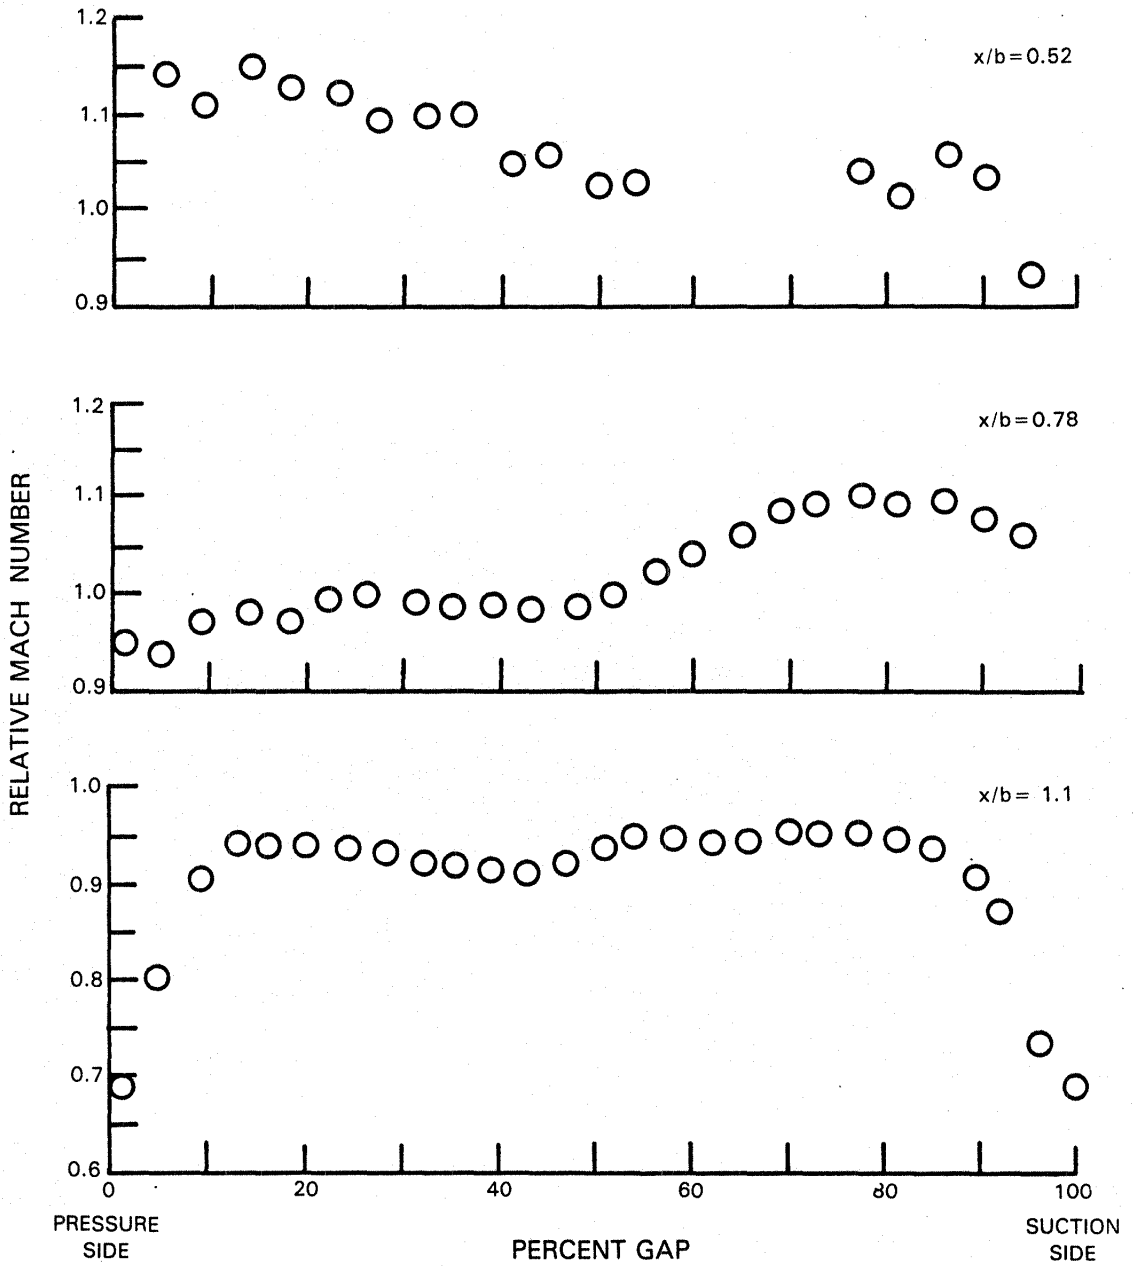 1.2
x/b=0.52
1.1
1.0
0.9
1.2
x/b=0.78
1.1
1.0
0.9
RELATIVE MACH NUMBER
1.0
x/b= 1.1
0.9
0.8
0.7
0.6
0 20 40 60 80 100
PRESSURE SIDE
PERCENT GAP
SUCTION SIDE